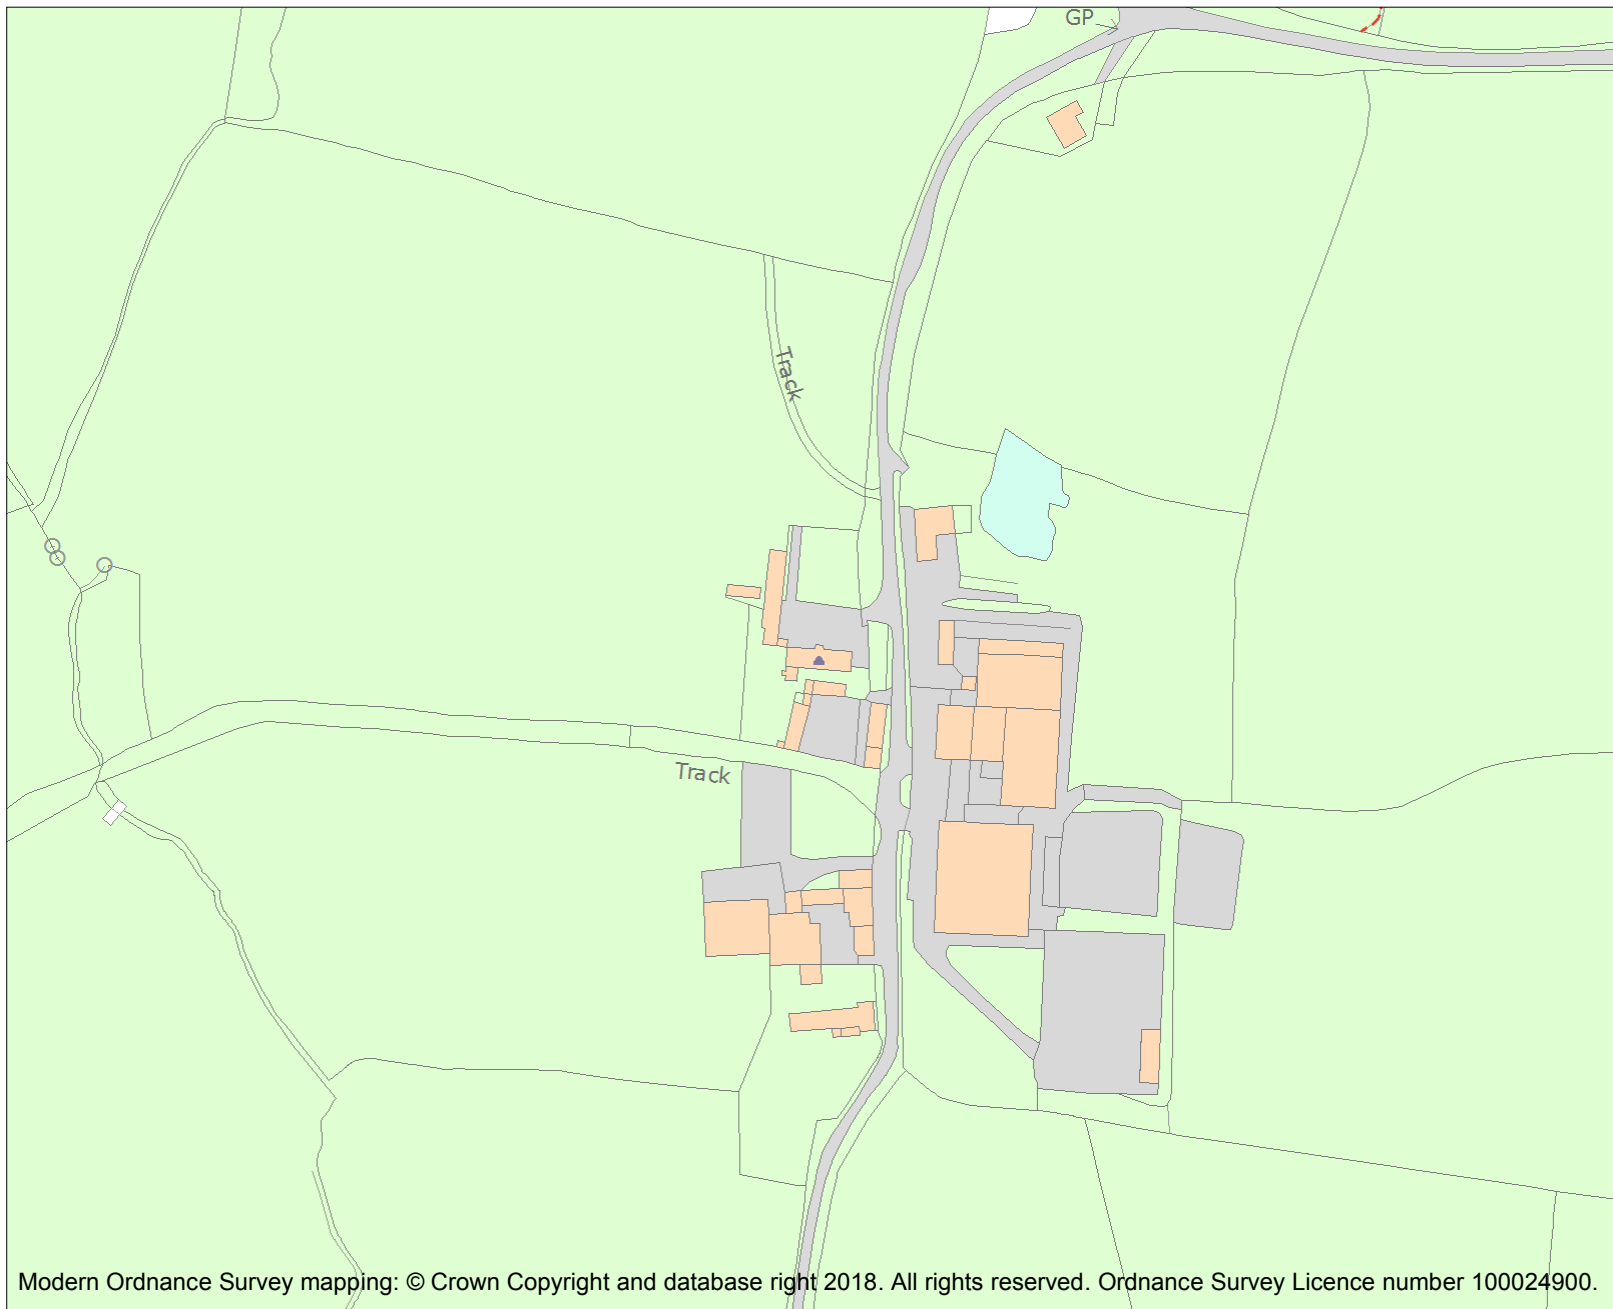 GP
Track
Track
Modern Ordnance Survey mapping: © Crown Copyright and database right 2018. All rights reserved. Ordnance Survey Licence number 100024900.